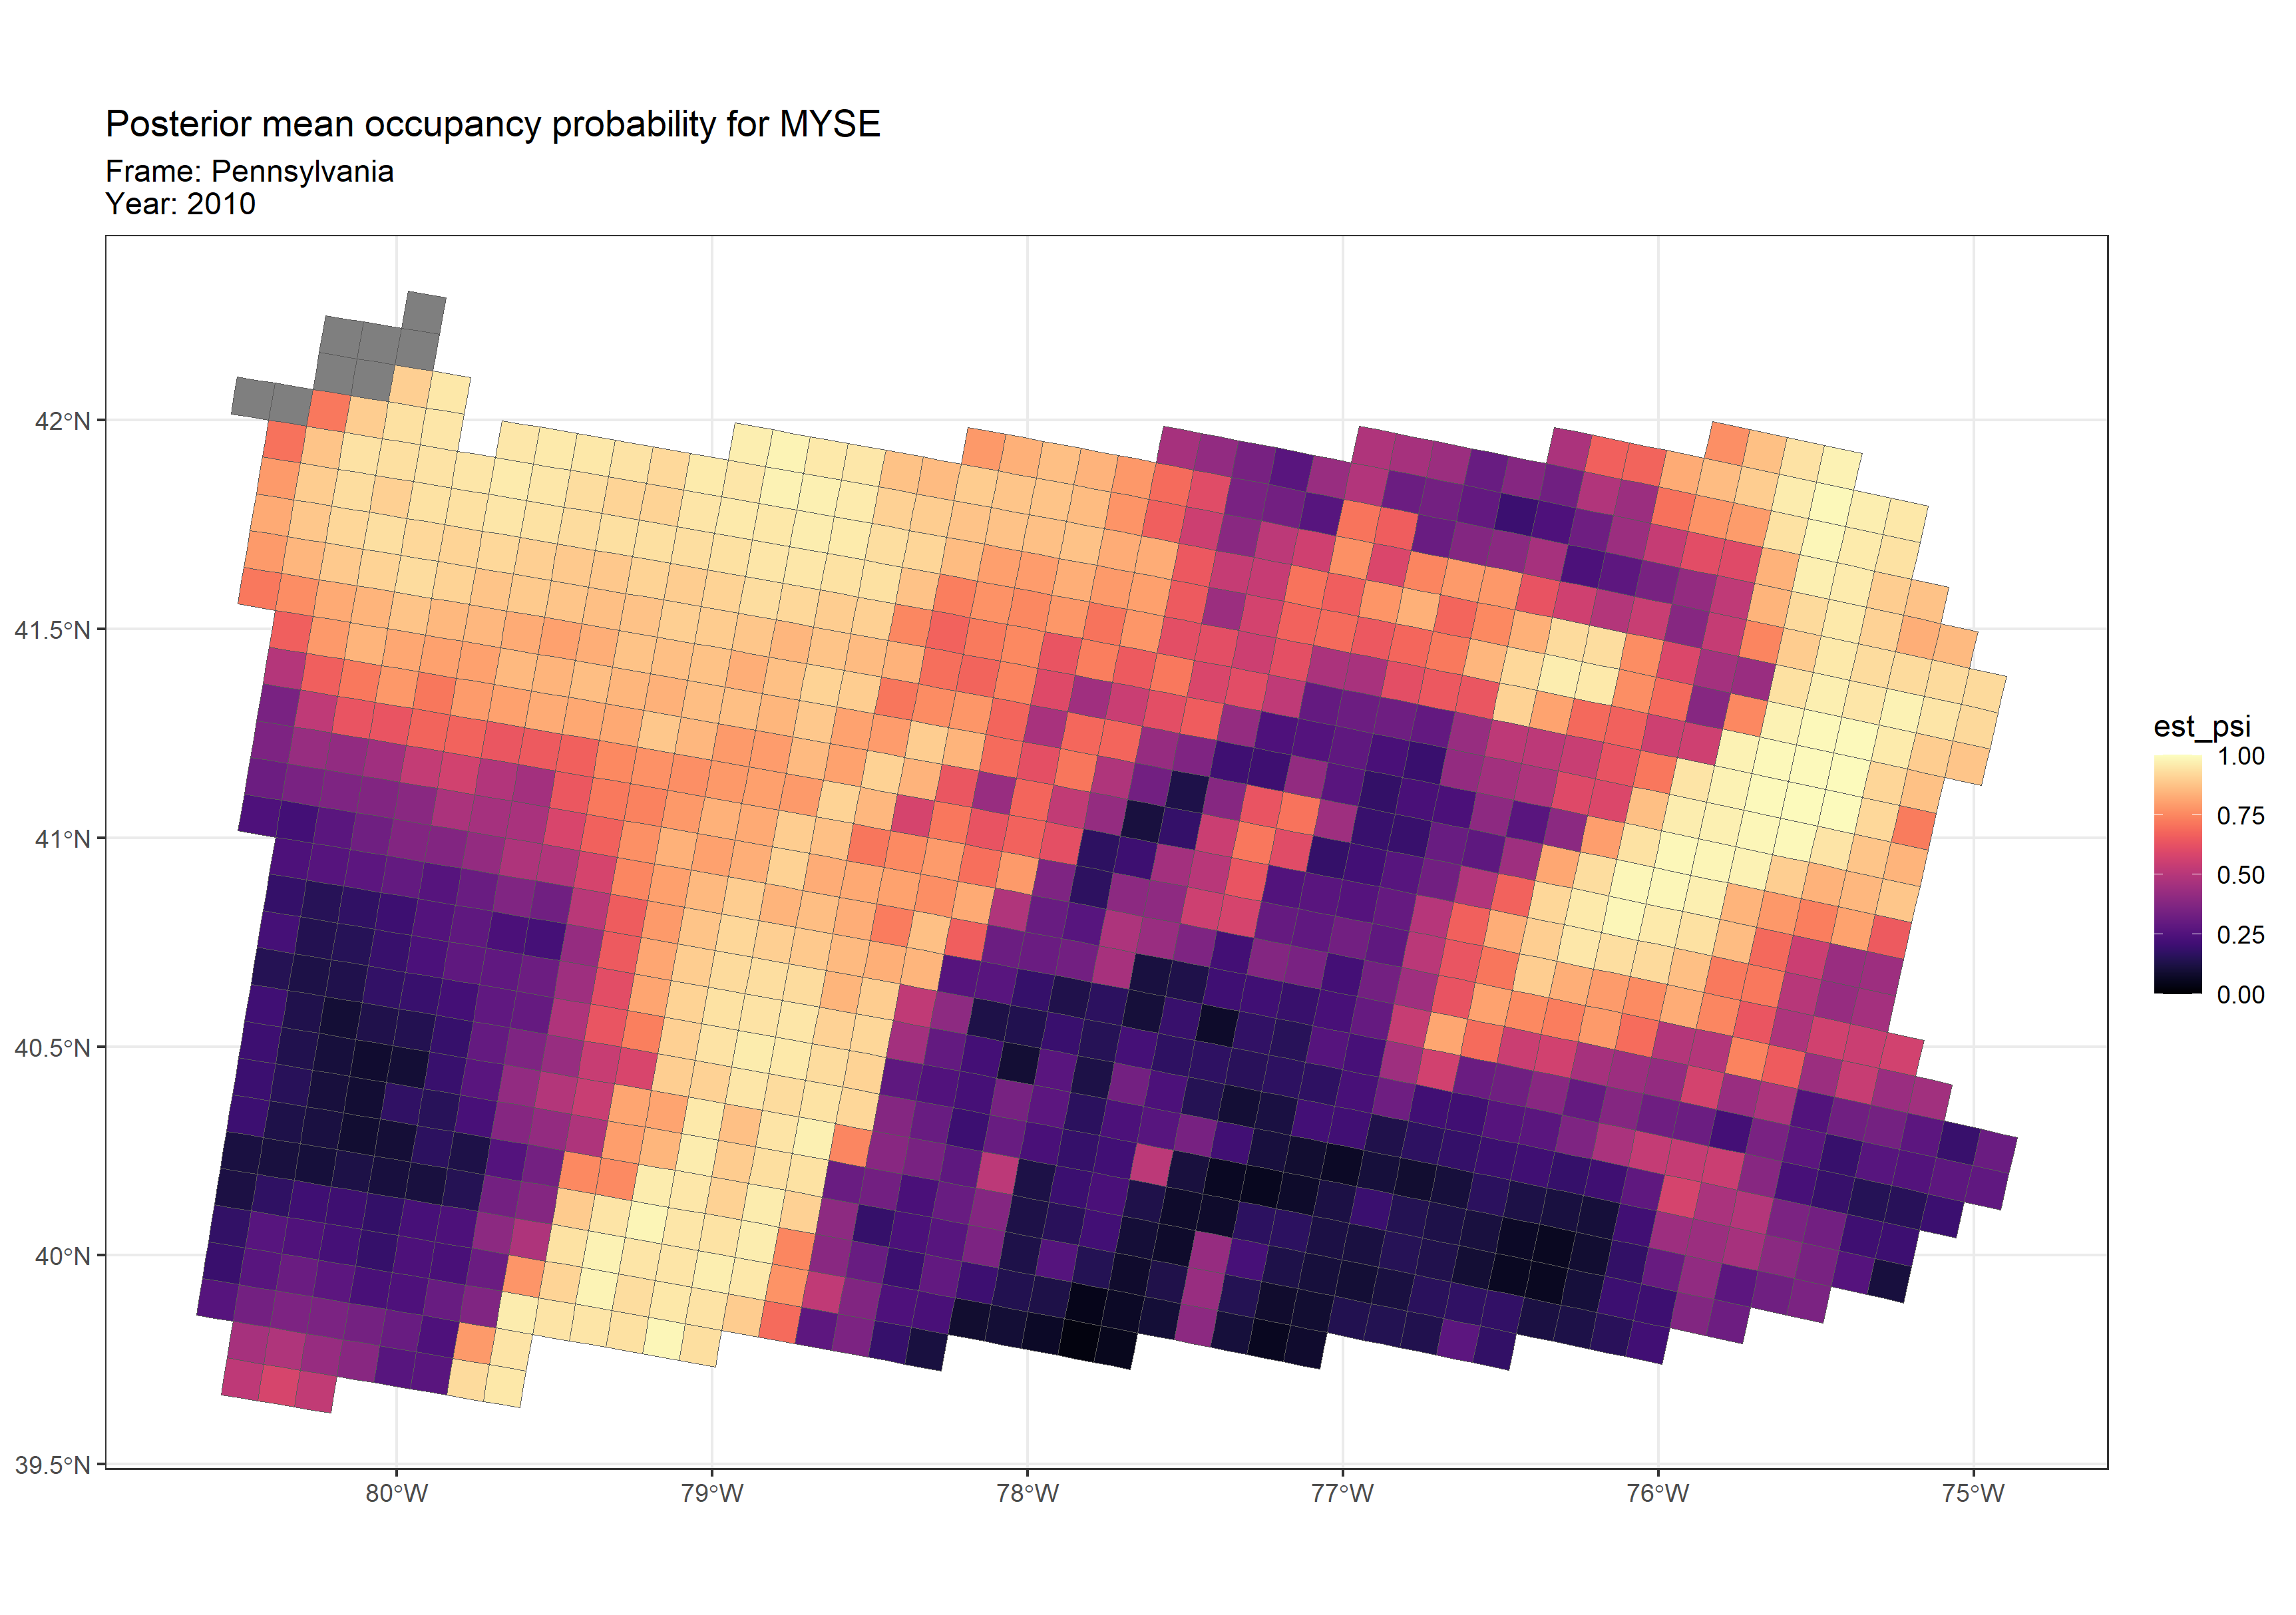 Posterior mean occupancy probability for MYSE
Frame: Pennsylvania
Year: 2010
42°N
41.5°N
41°N
40.5°N
40°N
39.5°N
80°W
79°W
78°W
77°W
76°W
75°W
est_psi
1.00
0.75
0.50
0.25
0.00